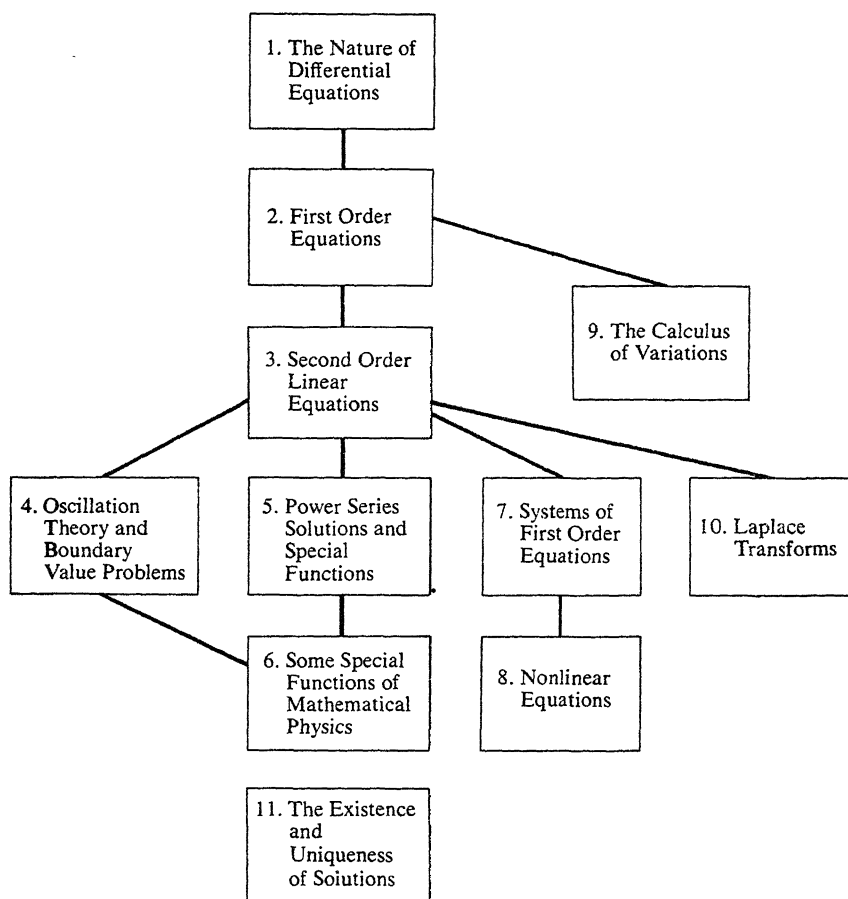 1. The Nature of
Differential
Equations
2. First Order
Equations
9. The Calculus
of Variations
3. Second Order
Linear
Equations
4. Oscillation
Theory and
Boundary
Value Problems
5. Power Series
Solutions and
Special
Functions
7. Systems of
First Order
Equations
10. Laplace
Transforms
6. Some Special
Functions of
Mathematical
Physics
8. Nonlinear
Equations
11. The Existence
and
Uniqueness
of Soiutions